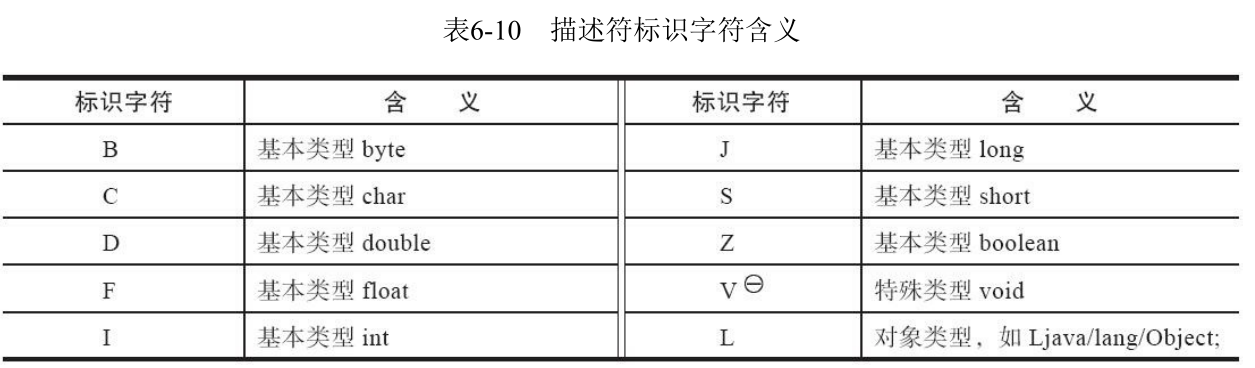 表6-10 描述符标识字符含义
标识字符 含 义 标识字符 含 义
B 基本类型 byte J 基本类型 long
C 基本类型 char S 基本类型 short
D 基本类型 double Z 基本类型 boolean
F 基本类型 float V㊀ 特殊类型 void
I 基本类型 int L 对象类型，如 Ljava/lang/Object;